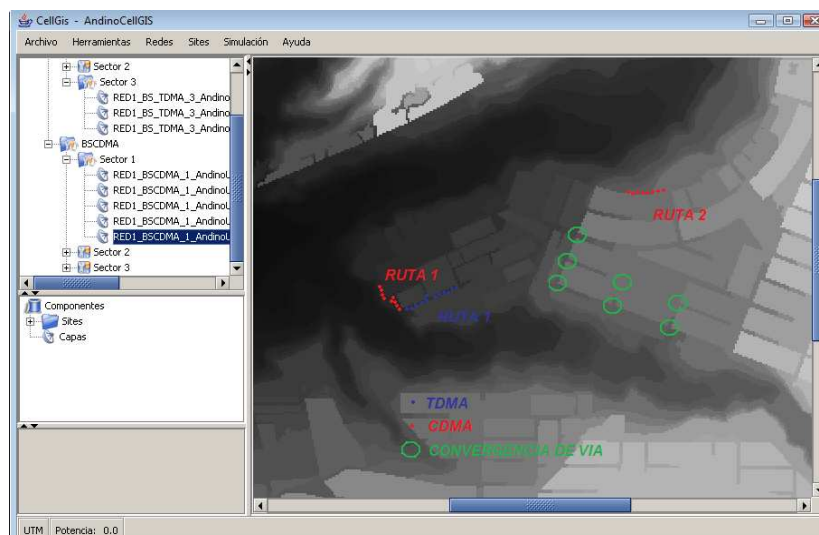 CellGis - AndinoCellGIS
Archivo Herramientas Redes Sites Simulación Ayuda
Sector 2
Sector 3
RED1_BS_TDMA_3_Andino
RED1_BS_TDMA_3_Andino
RED1_BS_TDMA_3_Andino
BSCDMA
Sector 1
RED1_BSCDMA_1_AndinoU
RED1_BSCDMA_1_AndinoU
RED1_BSCDMA_1_AndinoU
RED1_BSCDMA_1_AndinoU
RED1_BSCDMA_1_AndinoU
Sector 2
Sector 3
Componentes
Sites
Capas
RUTA 2
RUTA 1
RUTA 1
TDMA
CDMA
CONVERGENCIA DE VIA
UTM Potencia: 0.0